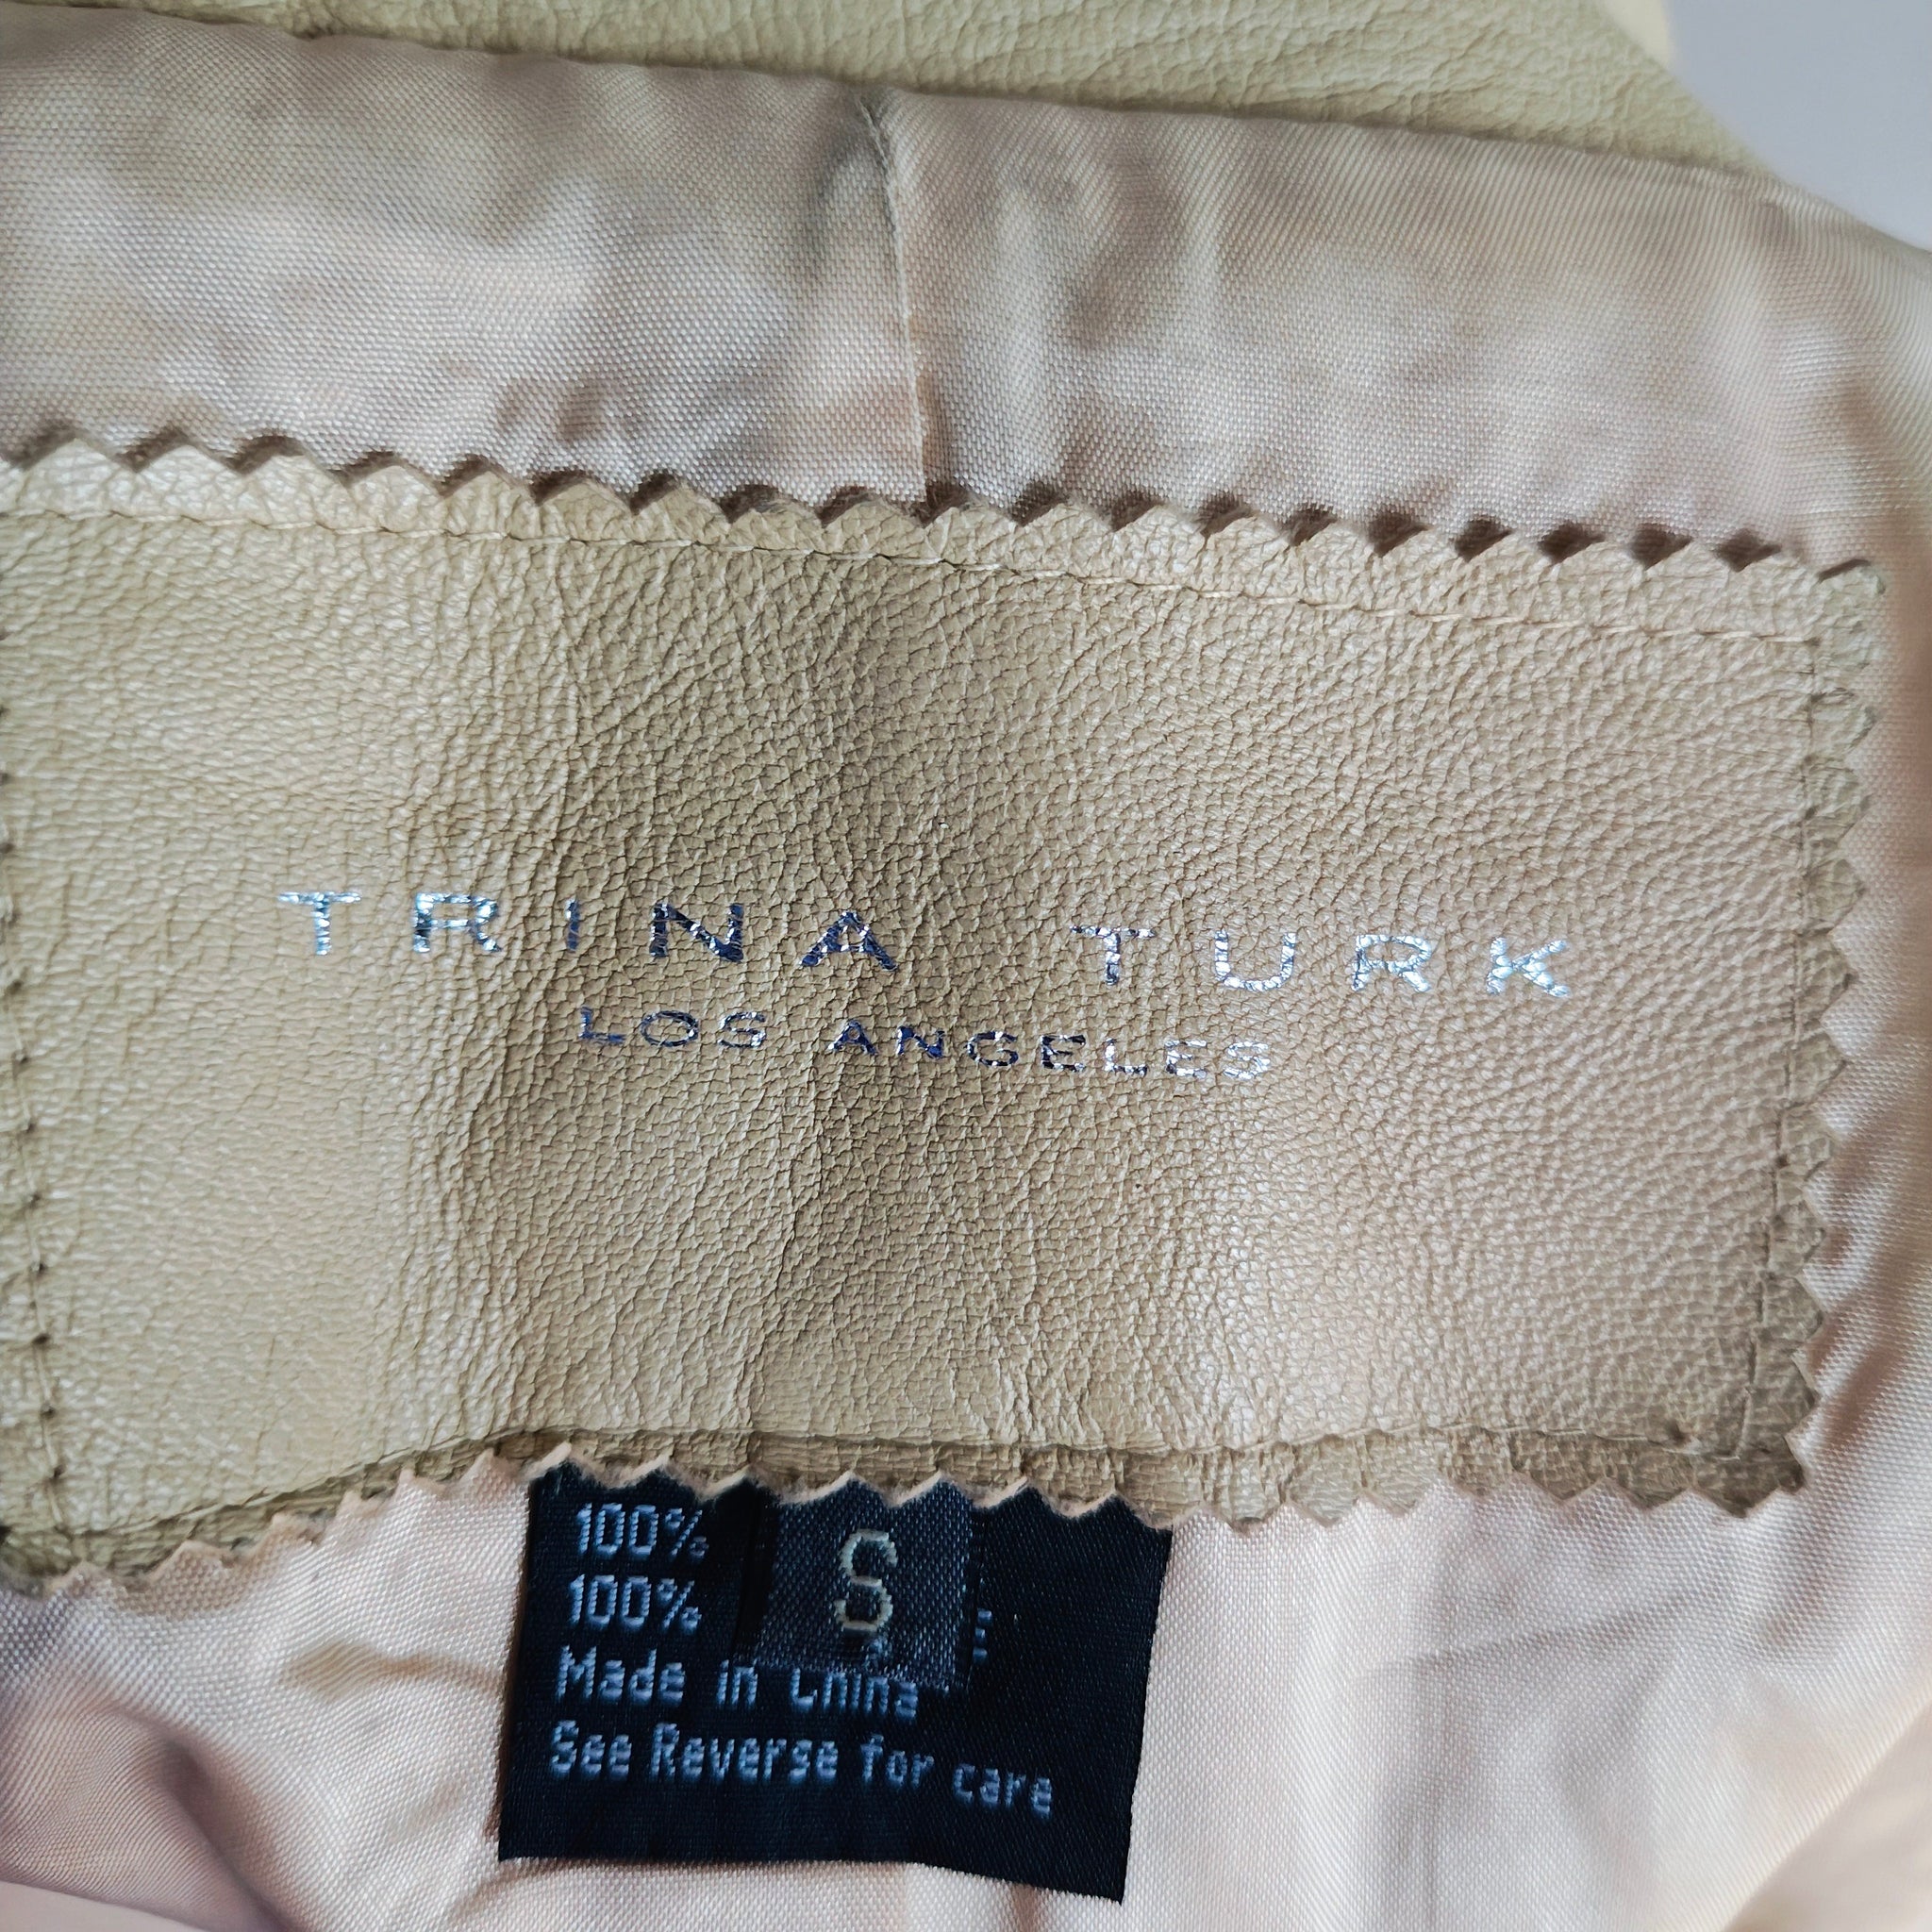 TRINA TURK
LOS ANGELES
100%
100%
S
Made in China
See Reverse for care